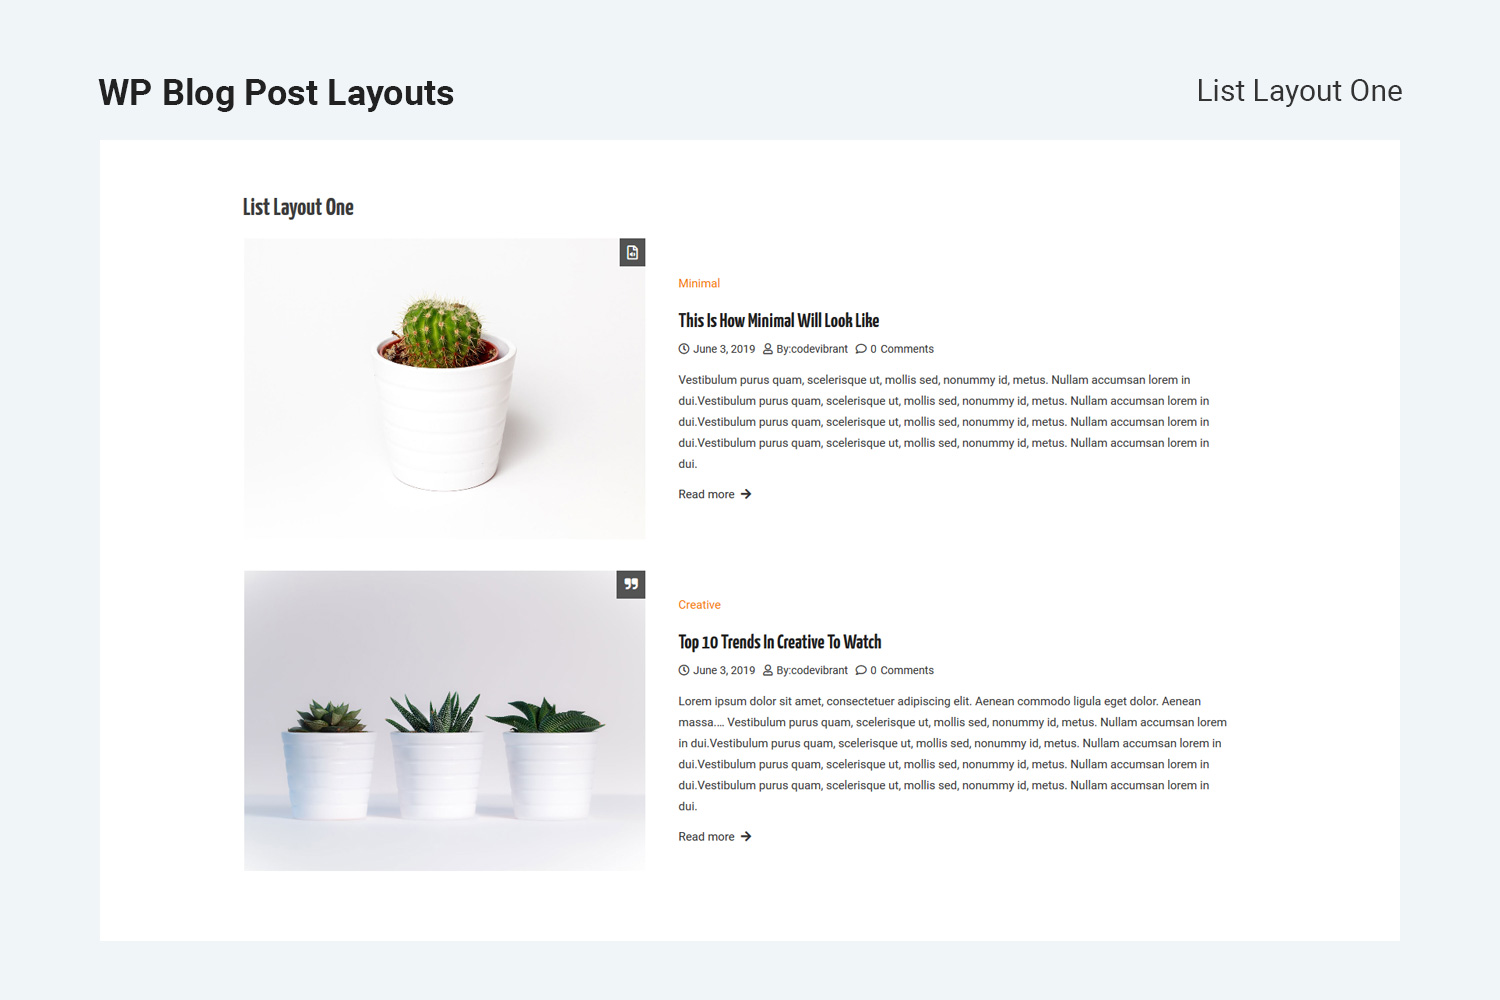 WP Blog Post Layouts
List Layout One
List Layout One
Minimal
This Is How Minimal Will Look Like
June 3, 2019 By:codevibrant 0 Comments
Vestibulum purus quam, scelerisque ut, mollis sed, nonummy id, metus. Nullam accumsan lorem in
dui.Vestibulum purus quam, scelerisque ut, mollis sed, nonummy id, metus. Nullam accumsan lorem in
dui.Vestibulum purus quam, scelerisque ut, mollis sed, nonummy id, metus. Nullam accumsan lorem in
dui.Vestibulum purus quam, scelerisque ut, mollis sed, nonummy id, metus. Nullam accumsan lorem in
dui.
Read more
Creative
Top 10 Trends In Creative To Watch
June 3, 2019 By:codevibrant 0 Comments
Lorem ipsum dolor sit amet, consectetuer adipiscing elit. Aenean commodo ligula eget dolor. Aenean
massa.... Vestibulum purus quam, scelerisque ut, mollis sed, nonummy id, metus. Nullam accumsan lorem
in dui.Vestibulum purus quam, scelerisque ut, mollis sed, nonummy id, metus. Nullam accumsan lorem in
dui.Vestibulum purus quam, scelerisque ut, mollis sed, nonummy id, metus. Nullam accumsan lorem in
dui.Vestibulum purus quam, scelerisque ut, mollis sed, nonummy id, metus. Nullam accumsan lorem in
dui.
Read more